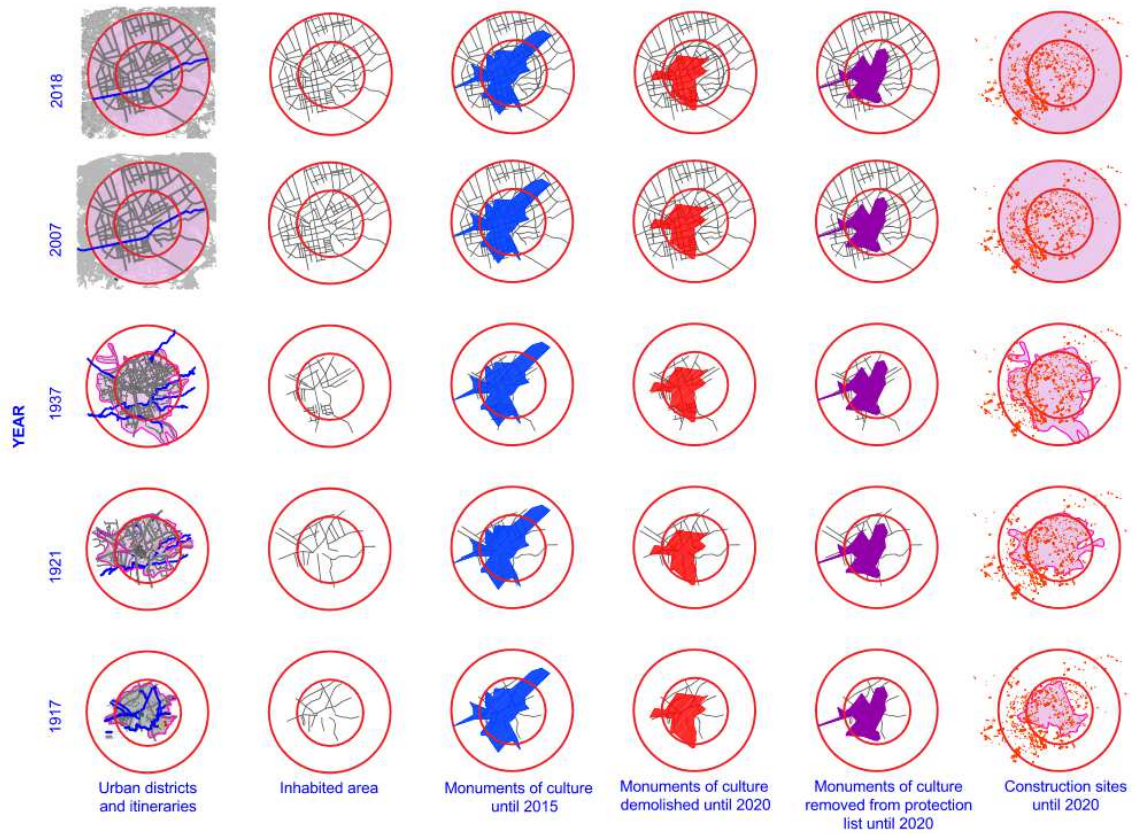 2018
2007
1937
YEAR
1921
1917
Urban districts
and itineraries
Inhabited area
Monuments of culture
until 2015
Monuments of culture
demolished until 2020
Monuments of culture
removed from protection
list until 2020
Construction sites
until 2020